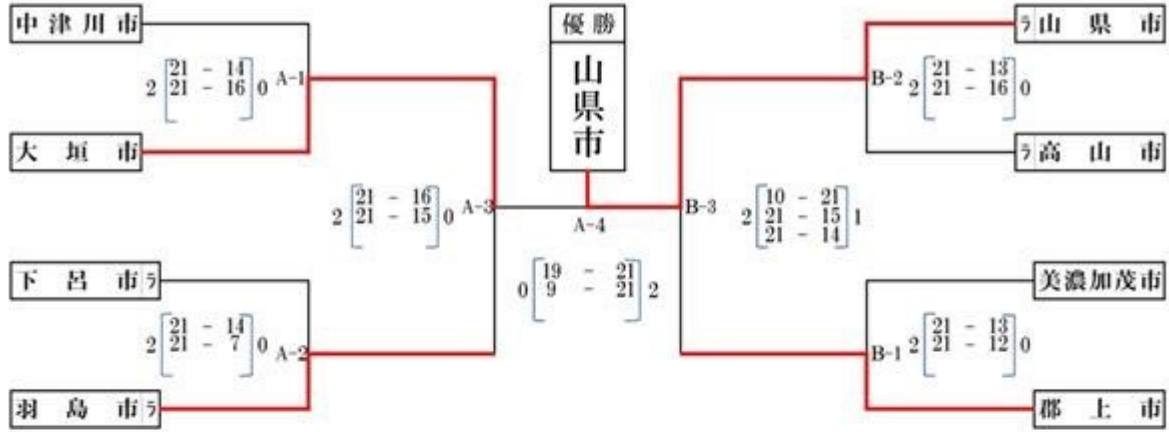 中津川市
2 21 - 14 0 A-1
21 - 16
大垣市
下呂市 ラ
2 21 - 14 0 A-2
21 - 7
羽島市 ラ
2 21 - 16 0 A-3
21 - 15
優勝
山県市
A-4
0 19 - 21 2
9 - 21
B-3
2 10 - 21 1
21 - 15
21 - 14
ラ 山県市
B-2 2 21 - 13 0
21 - 16
ラ 高山市
美濃加茂市
B-1 2 21 - 13 0
21 - 12
郡上市